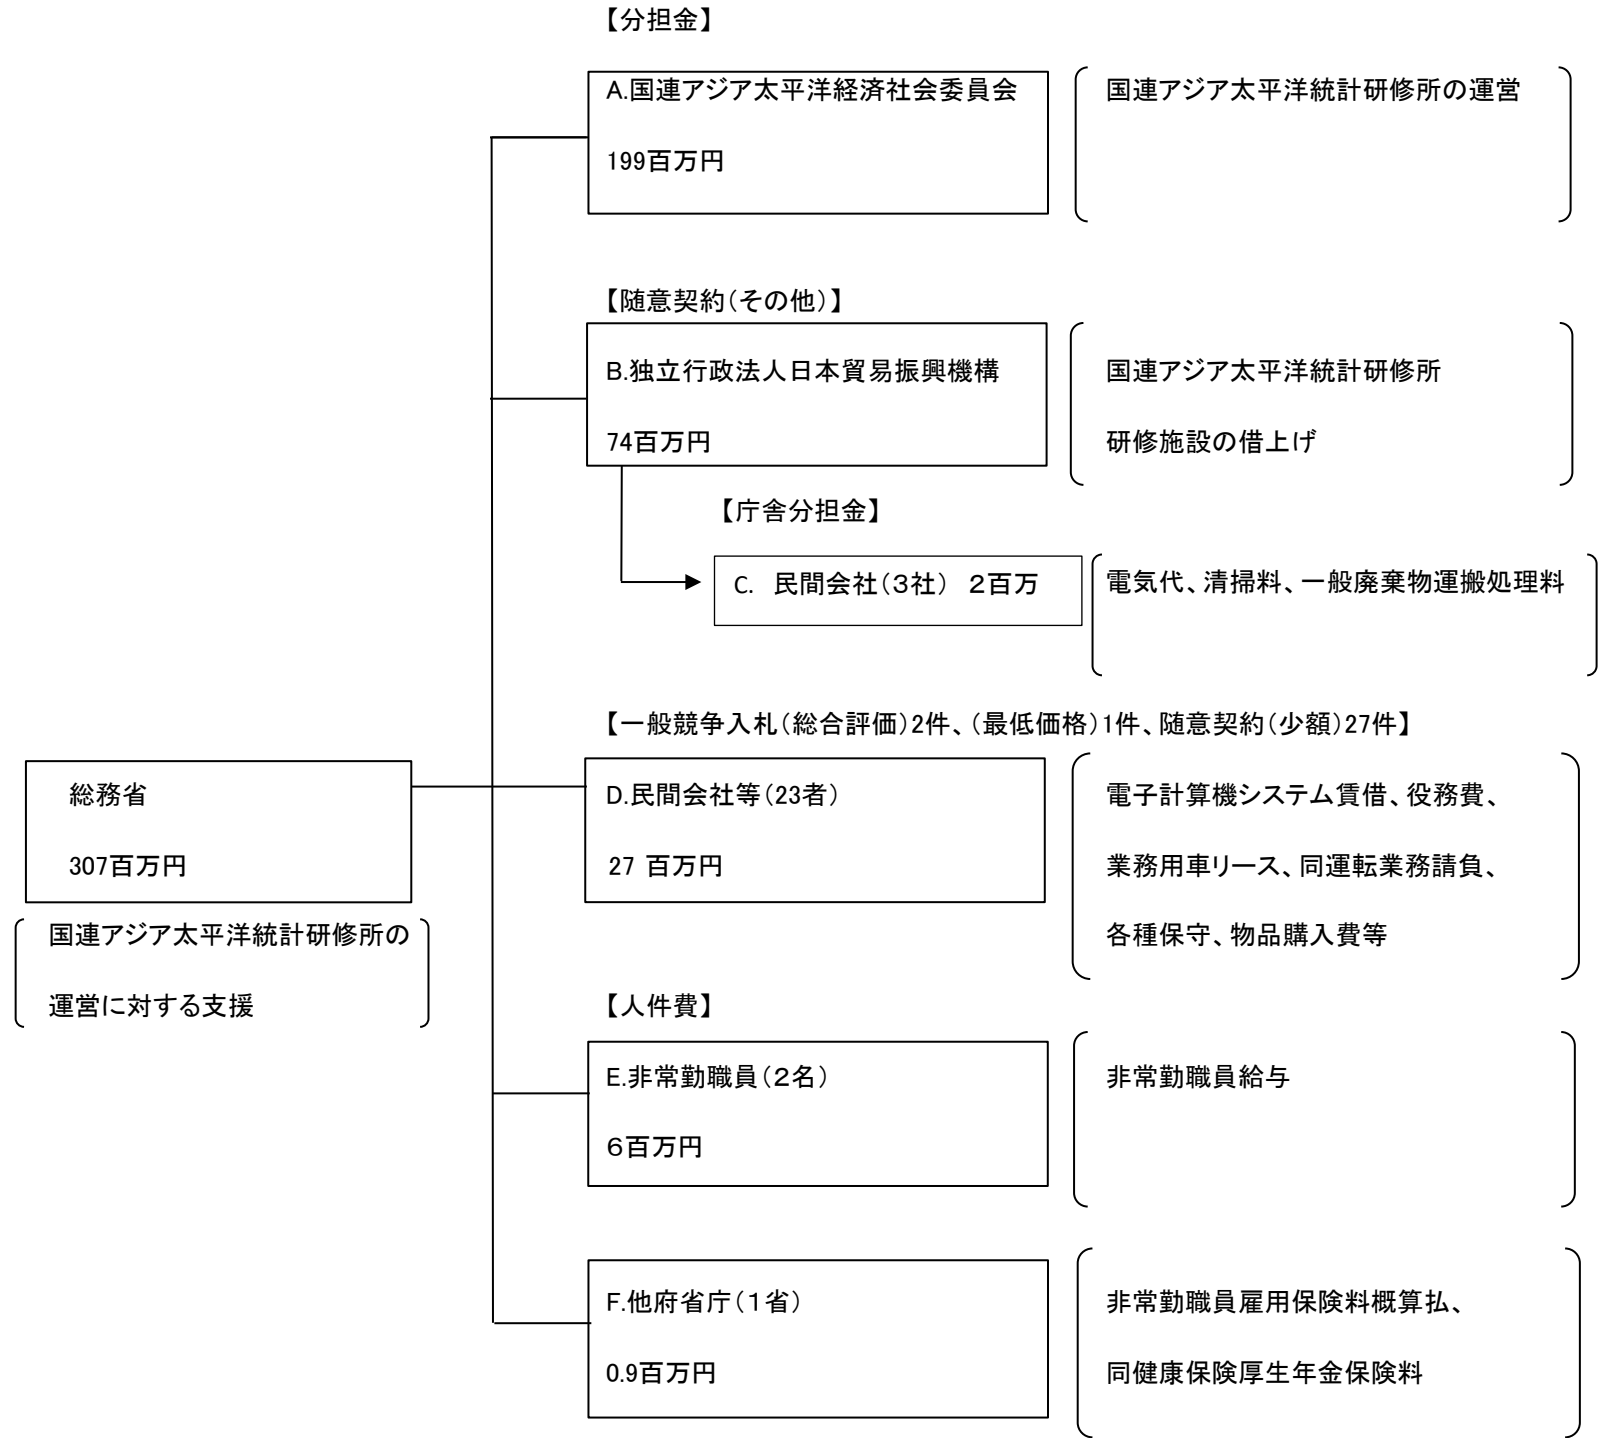 【分担金】
A.国連アジア太平洋経済社会委員会
199百万円
国連アジア太平洋統計研修所の運営
【随意契約(その他)】
B.独立行政法人日本貿易振興機構
74百万円
国連アジア太平洋統計研修所
研修施設の借上げ
【庁舎分担金】
C. 民間会社(3社) 2百万
電気代、清掃料、一般廃棄物運搬処理料
【一般競争入札(総合評価)2件、(最低価格)1件、随意契約(少額)27件】
総務省
307百万円
国連アジア太平洋統計研修所の
運営に対する支援
D.民間会社等(23者)
27 百万円
電子計算機システム賃借、役務費、
業務用車リース、同運転業務請負、
各種保守、物品購入費等
【人件費】
E.非常勤職員(2名)
6百万円
非常勤職員給与
F.他府省庁(1省)
0.9百万円
非常勤職員雇用保険料概算払、
同健康保険厚生年金保険料